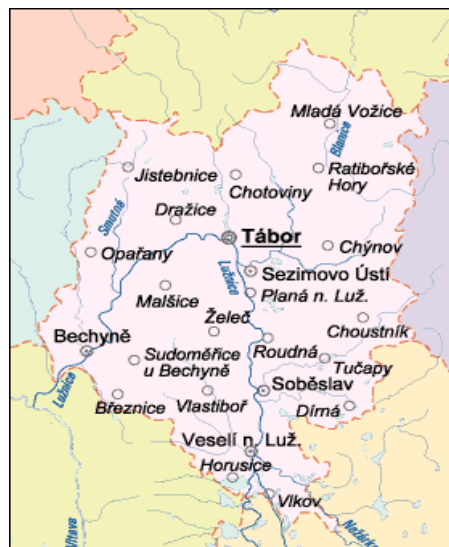 Mladá Vožice
Blanice
Jistebnice
Chotoviny
Ratibořské
Hory
Smutná
Dražice
Tábor
Chýnov
Opařany
Lužnice
Sezimovo Ústí
Malšice
Planá n. Luž.
Želeč
Choustník
Bechyně
Roudná
Sudoměřice
u Bechyně
Tučapy
Soběslav
Lužnice
Březnice
Vlastiboř
Dírná
Veselí n. Luž.
Horusice
Vlkov
Vltava
Nežárka